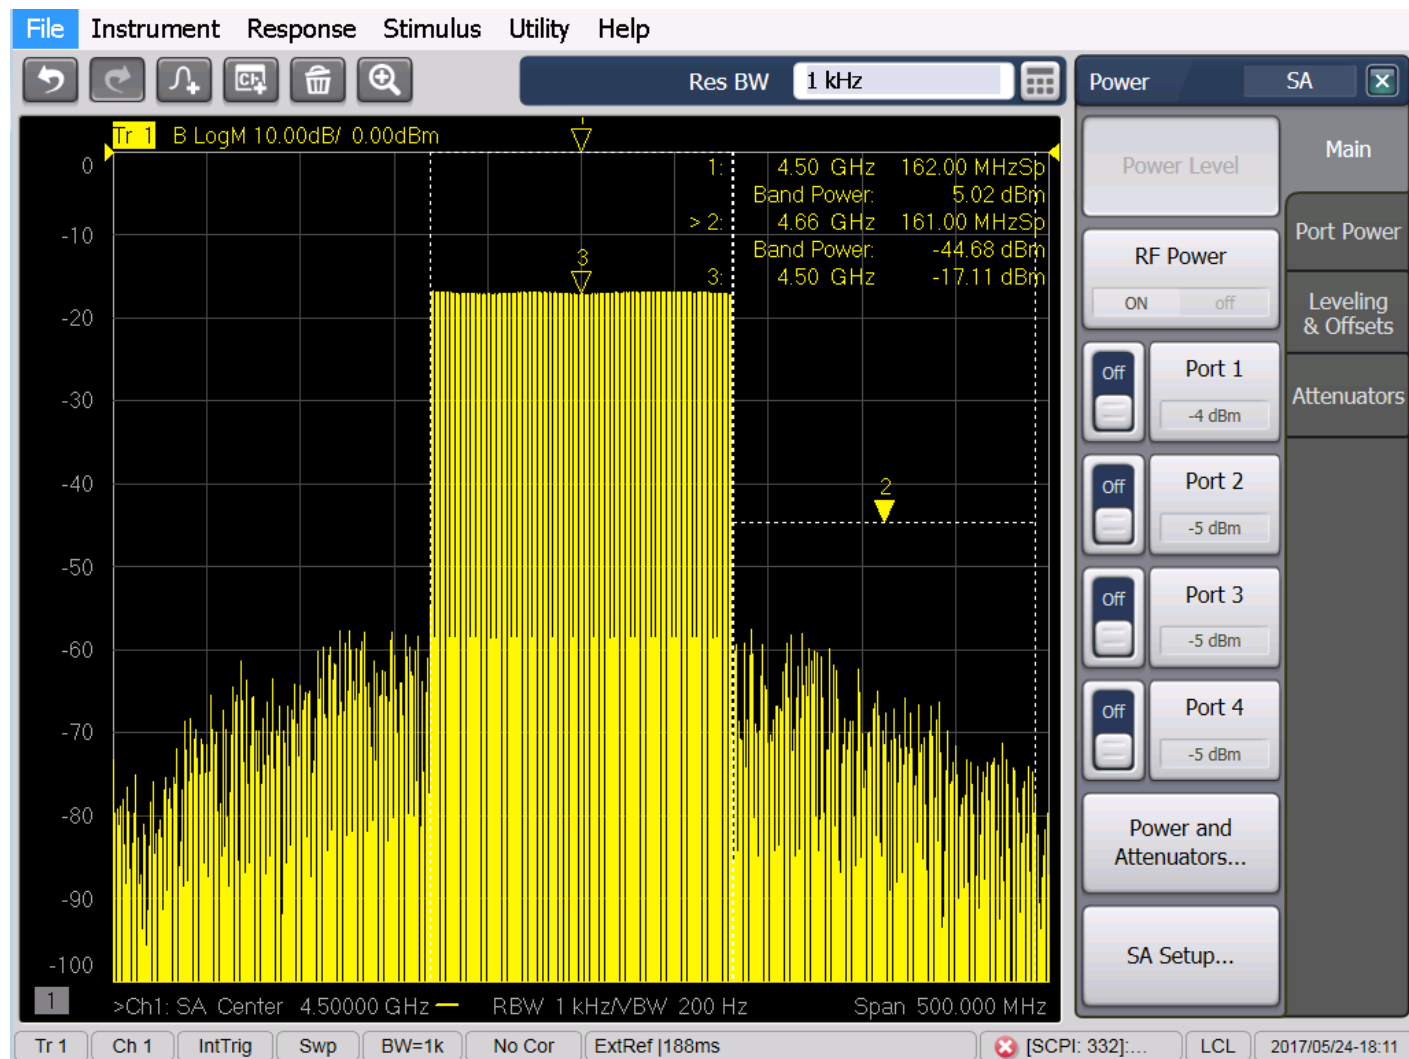 File Instrument Response Stimulus Utility Help
Res BW 1 kHz
Power SA
Tr 1 B LogM 10.00dB/ 0.00dBm
1: 4.50 GHz 162.00 MHzSp
Band Power: 5.02 dBm
> 2: 4.66 GHz 161.00 MHzSp
Band Power: -44.68 dBm
3: 4.50 GHz -17.11 dBm
3
2
0
-10
-20
-30
-40
-50
-60
-70
-80
-90
-100
1 >Ch1: SA Center 4.50000 GHz RBW 1 kHz/VBW 200 Hz Span 500.000 MHz
Power Level
RF Power
ON off
Off Port 1
-4 dBm
Off Port 2
-5 dBm
Off Port 3
-5 dBm
Off Port 4
-5 dBm
Power and
Attenuators...
SA Setup...
Main
Port Power
Leveling
& Offsets
Attenuators
Tr 1 Ch 1 IntTrig Swp BW=1k No Cor ExtRef |188ms [SCPI: 332]:... LCL 2017/05/24-18:11